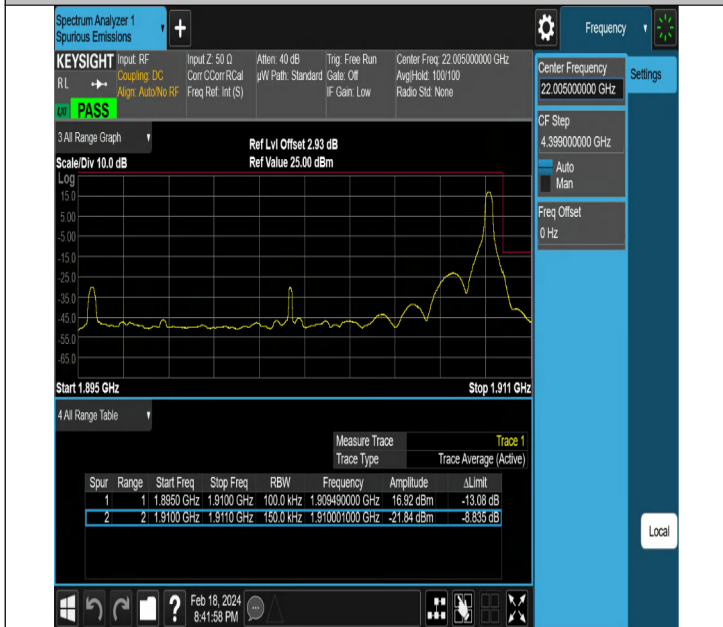 Spectrum Analyzer 1
Spurious Emissions
+
Frequency
KEYSIGHT Input: RF Input Z: 50 Ω Atten: 40 dB Trig: Free Run Center Freq: 22.005000000 GHz
RL Coupling: DC Corr CCorr RCal µW Path: Standard Gate: Off Avg|Hold: 100/100
Align: Auto/No RF Freq Ref: Int (S) IF Gain: Low Radio Std: None
LXI PASS
Center Frequency
22.005000000 GHz
Settings
CF Step
4.399000000 GHz
Auto
Man
Freq Offset
0 Hz
3 All Range Graph
Ref Lvl Offset 2.93 dB
Scale/Div 10.0 dB Ref Value 25.00 dBm
Log
15.0
5.00
-5.00
-15.0
-25.0
-35.0
-45.0
-55.0
-65.0
Start 1.895 GHz Stop 1.911 GHz
4 All Range Table
Measure Trace Trace 1
Trace Type Trace Average (Active)
Spur Range Start Freq Stop Freq RBW Frequency Amplitude ΔLimit
1 1 1.8950 GHz 1.9100 GHz 100.0 kHz 1.909490000 GHz 16.92 dBm -13.08 dB
2 2 1.9100 GHz 1.9110 GHz 150.0 kHz 1.910001000 GHz -21.84 dBm -8.835 dB
Local
? Feb 18, 2024
8:41:58 PM